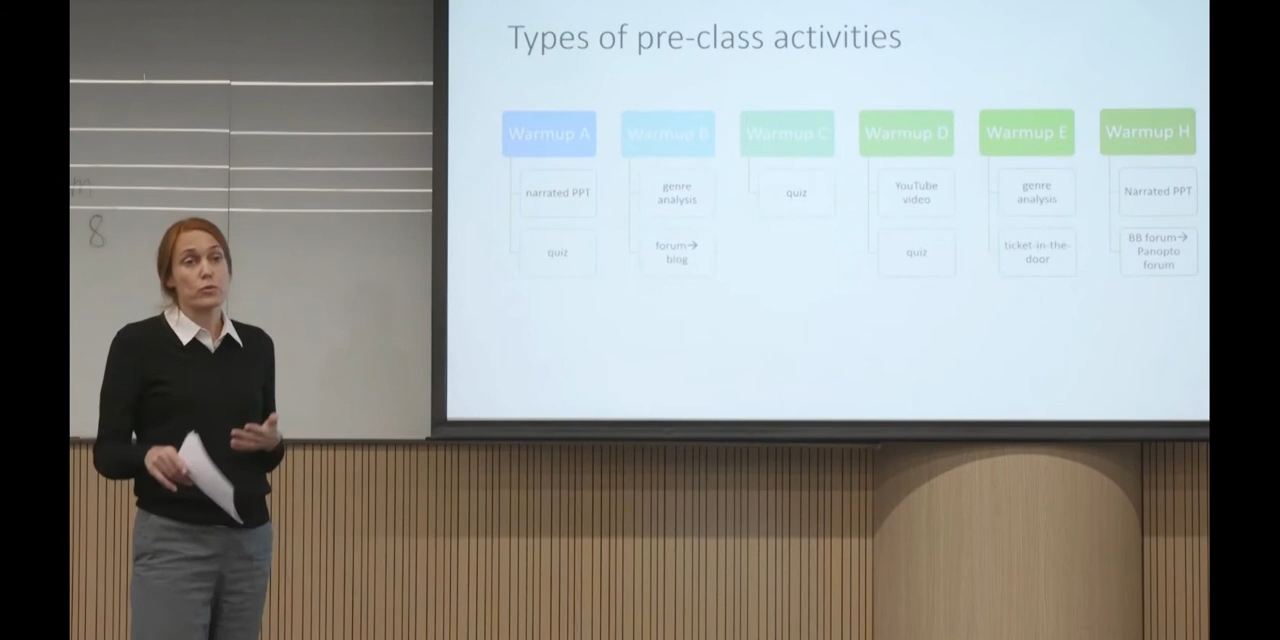 Types of pre-class activities
Warmup A
Warmup B
Warmup C
Warmup D
Warmup E
Warmup H
narrated PPT
genre
analysis
quiz
YouTube
video
genre
analysis
Narrated PPT
quiz
forum→
blog
quiz
ticket-in-the-
door
BB forum→
Panopto
forum
m
8